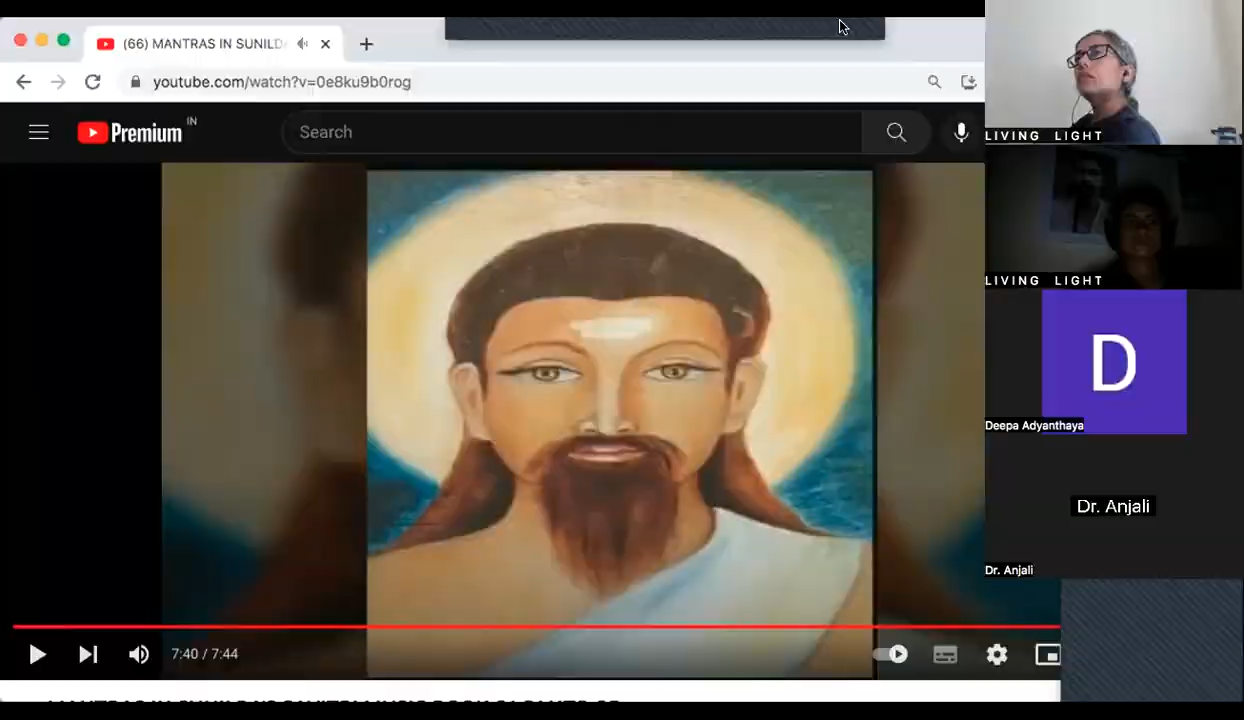 (66) MANTRAS IN SUNILD
youtube.com/watch?v=0e8ku9b0rog
Premium IN
Search
7:40 / 7:44
LIVING LIGHT
LIVING LIGHT
D
Deepa Adyanthaya
Dr. Anjali
Dr. Anjali